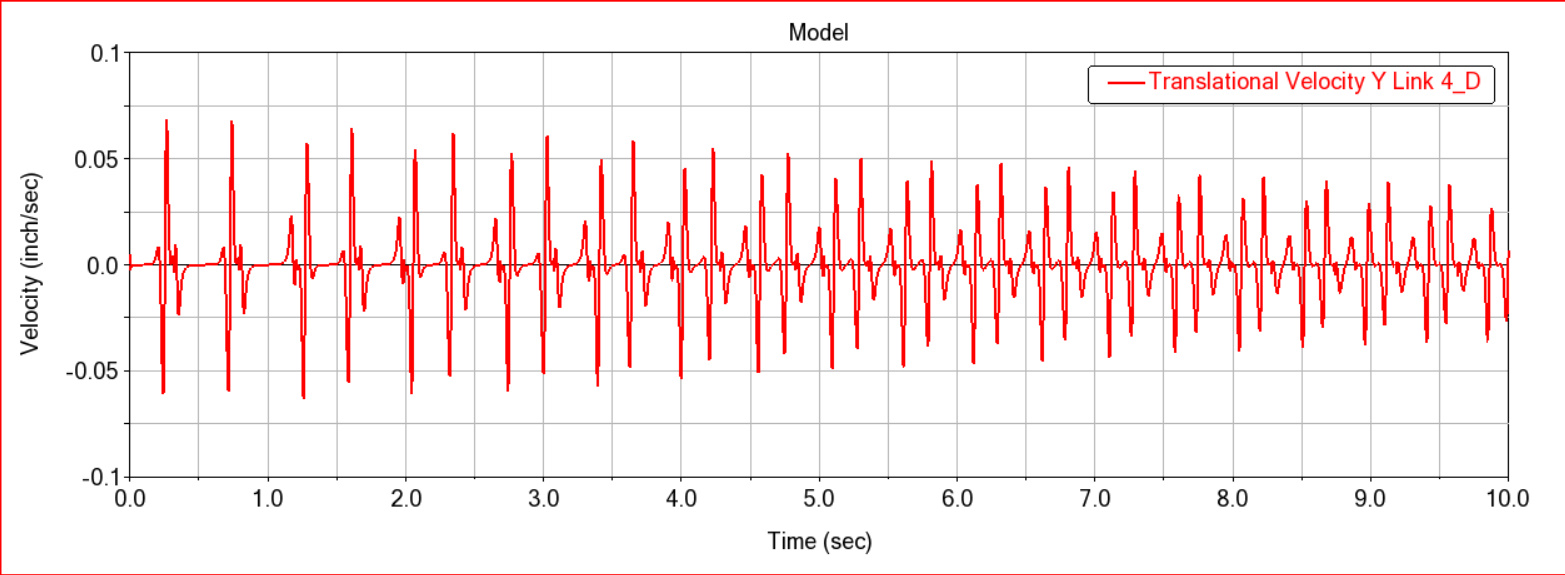 Model
Translational Velocity Y Link 4_D
Velocity (inch/sec)
0.1
0.05
0.0
-0.05
-0.1
0.0 1.0 2.0 3.0 4.0 5.0 6.0 7.0 8.0 9.0 10.0
Time (sec)